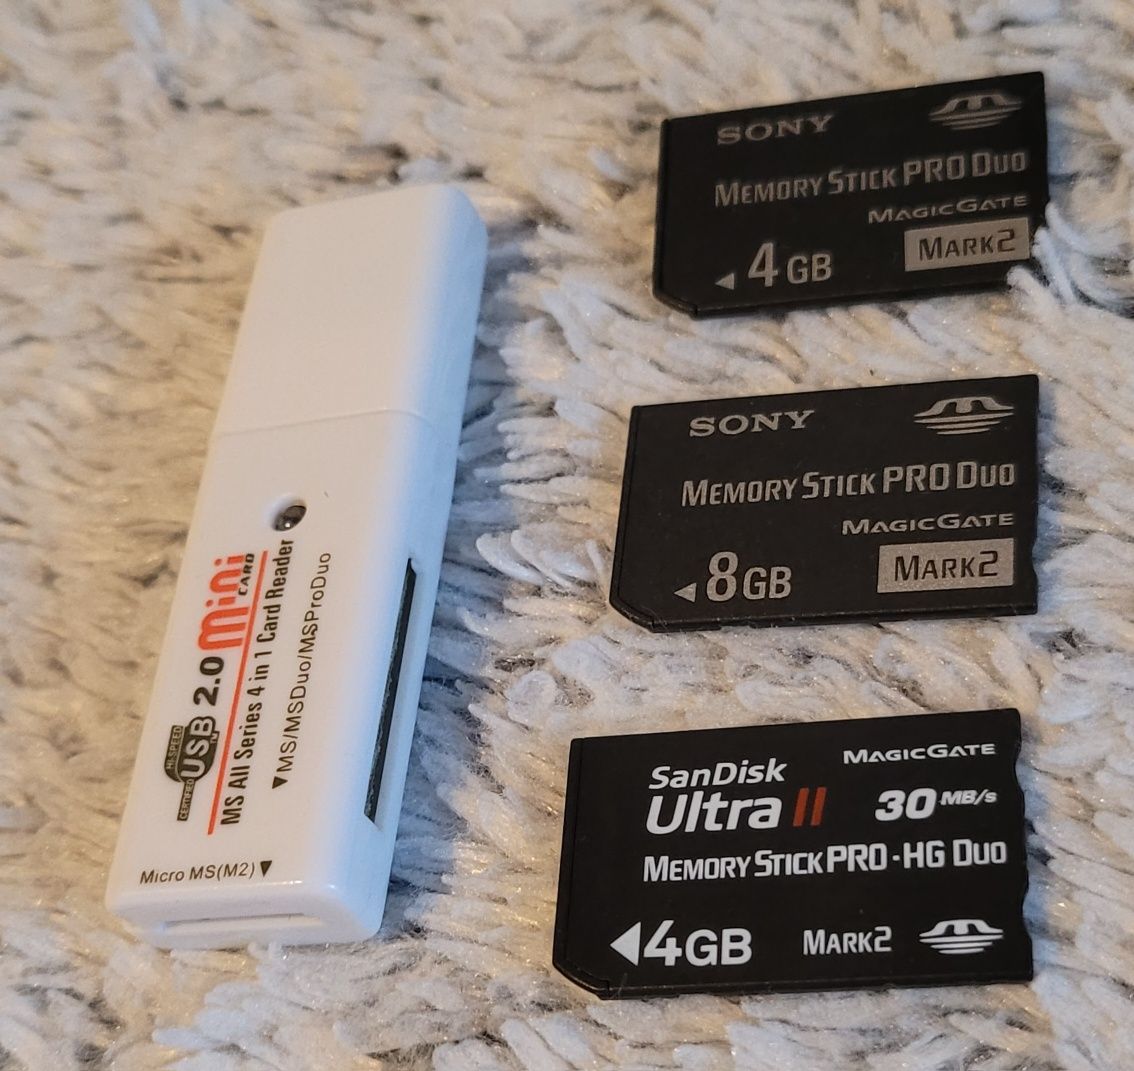 HI-SPEED
CERTIFIED
USB 2.0
mini
CARD
MS All Series 4 in 1 Card Reader
▼MS/MSDuo/MS.ProDuo
Micro MS(M2)▼
SONY
MEMORY STICK PRO DUO
MAGICGATE
◀4GB
MARK2
SONY
MEMORY STICK PRO DUO
MAGICGATE
◀8GB
MARK2
SanDisk
MAGICGATE
Ultra II
30MB/s
MEMORY STICK PRO-HG DUO
◀4GB
MARK2